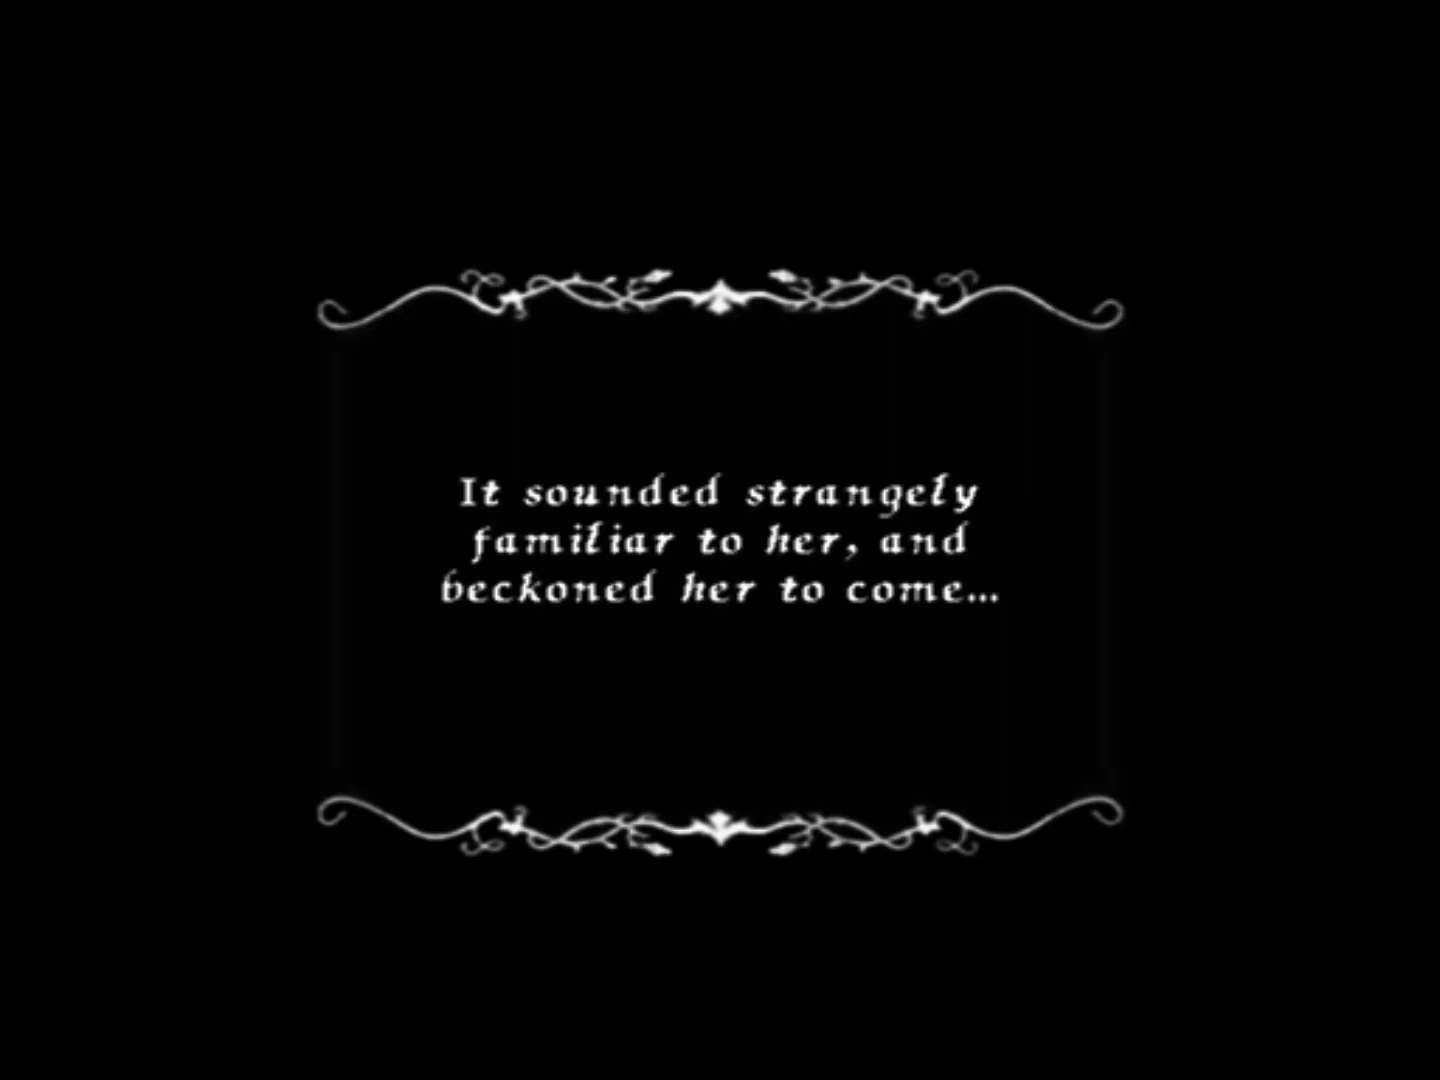 It sounded strangely
familiar to her, and
beckoned her to come...